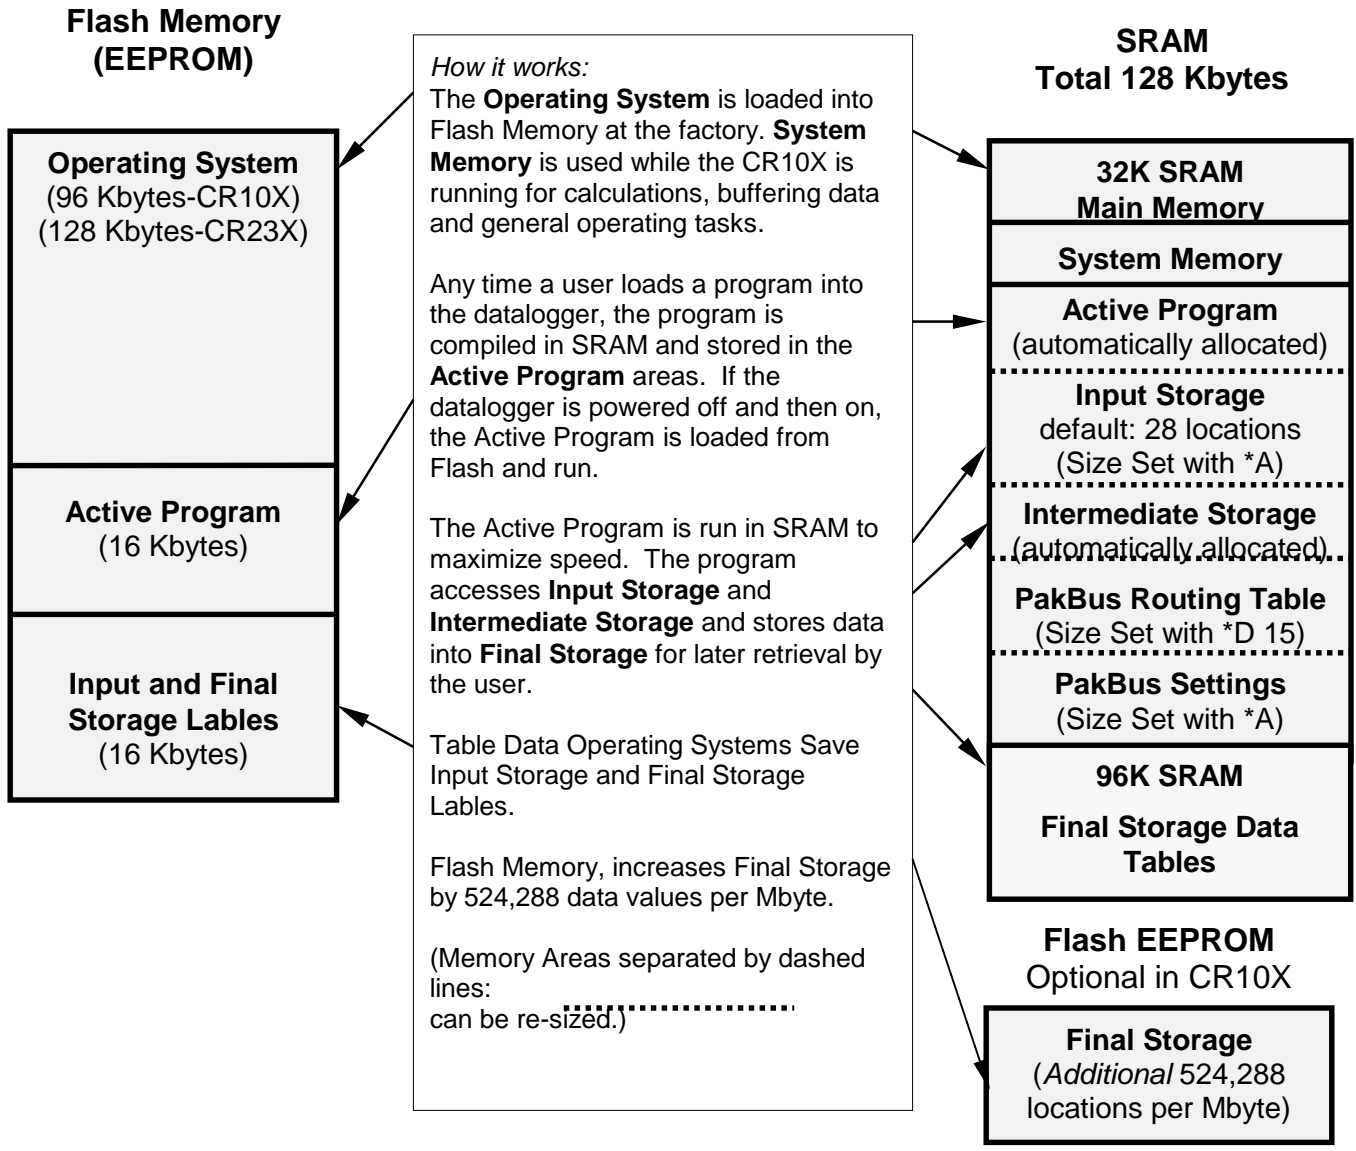 Flash Memory
(EEPROM)
Operating System
(96 Kbytes-CR10X)
(128 Kbytes-CR23X)
Active Program
(16 Kbytes)
Input and Final
Storage Lables
(16 Kbytes)
How it works:
The Operating System is loaded into
Flash Memory at the factory. System
Memory is used while the CR10X is
running for calculations, buffering data
and general operating tasks.
Any time a user loads a program into
the datalogger, the program is
compiled in SRAM and stored in the
Active Program areas.  If the
datalogger is powered off and then on,
the Active Program is loaded from
Flash and run.
The Active Program is run in SRAM to
maximize speed.  The program
accesses Input Storage and
Intermediate Storage and stores data
into Final Storage for later retrieval by
the user.
Table Data Operating Systems Save
Input Storage and Final Storage
Lables.
Flash Memory, increases Final Storage
by 524,288 data values per Mbyte.
(Memory Areas separated by dashed
lines:
can be re-sized.)
SRAM
Total 128 Kbytes
32K SRAM
Main Memory
System Memory
Active Program
(automatically allocated)
Input Storage
default: 28 locations
(Size Set with *A)
Intermediate Storage
(automatically allocated)
PakBus Routing Table
(Size Set with *D 15)
PakBus Settings
(Size Set with *A)
96K SRAM
Final Storage Data
Tables
Flash EEPROM
Optional in CR10X
Final Storage
(Additional 524,288
locations per Mbyte)